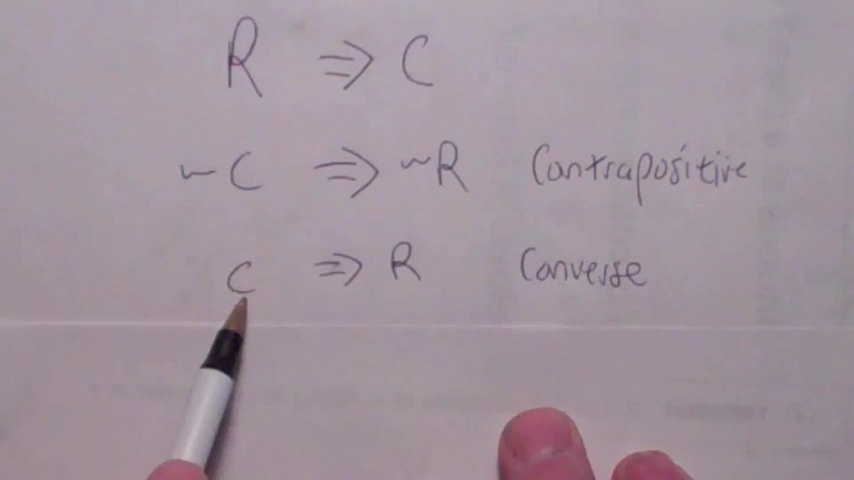 R ⇒ C
~C ⇒ ~R Contrapositive
C ⇒ R Converse